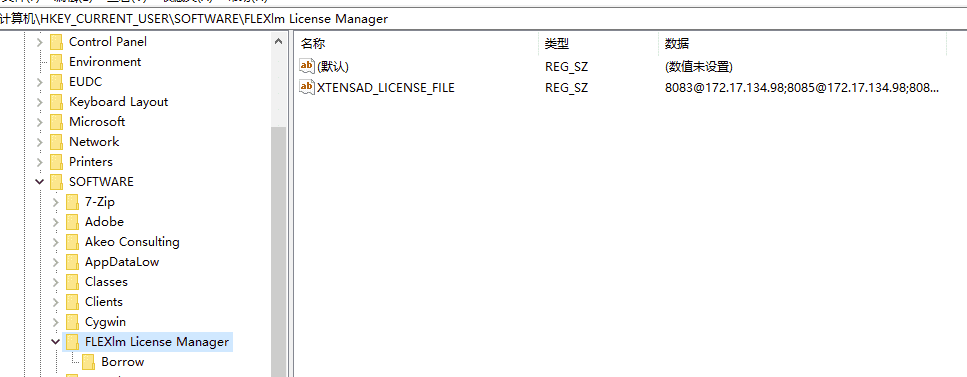 计算机\HKEY_CURRENT_USER\SOFTWARE\FLEXlm License Manager
Control Panel
Environment
EUDC
Keyboard Layout
Microsoft
Network
Printers
SOFTWARE
7-Zip
Adobe
Akeo Consulting
AppDataLow
Classes
Clients
Cygwin
FLEXlm License Manager
Borrow
名称 类型 数据
(默认) REG_SZ (数值未设置)
XTENSAD_LICENSE_FILE REG_SZ 8083@172.17.134.98;8085@172.17.134.98;808...